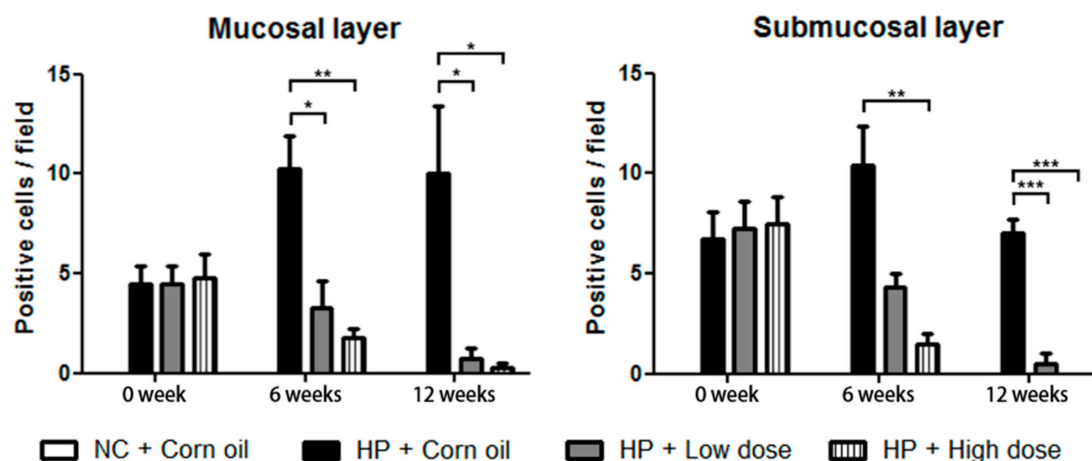 Mucosal layer
Positive cells / field
15
10
5
0
**
*
*
*
0 week
6 weeks
12 weeks
Submucosal layer
Positive cells / field
15
10
5
0
**
***
***
0 week
6 weeks
12 weeks
NC + Corn oil
HP + Corn oil
HP + Low dose
HP + High dose